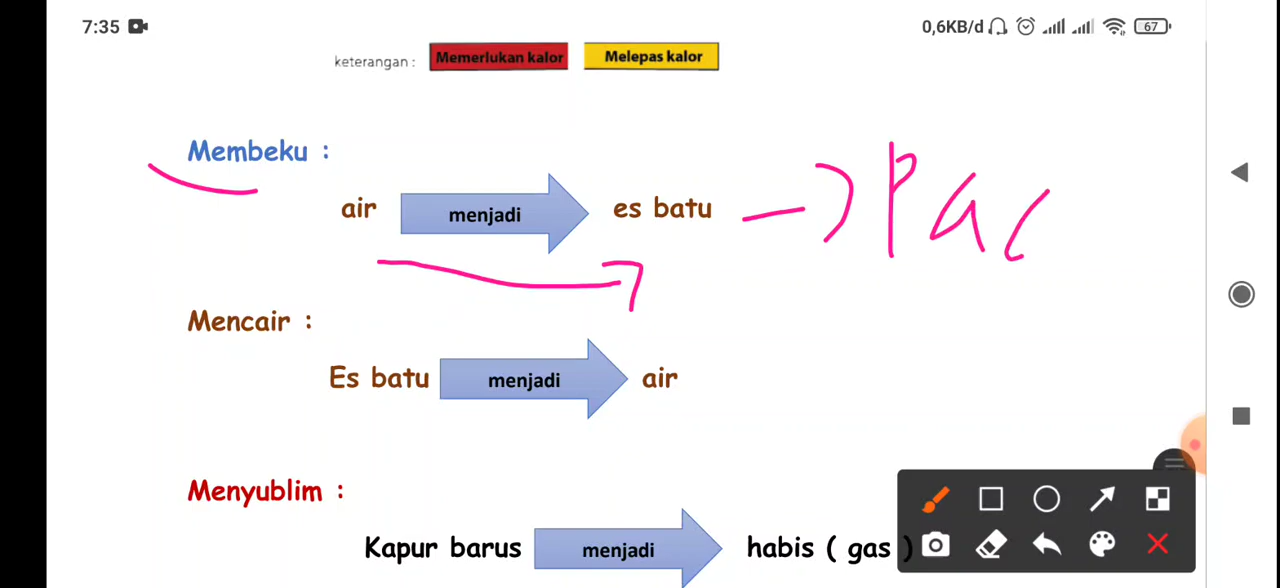 7:35 0,6KB/d 67
keterangan : Memerlukan kalor Melepas kalor
Membeku :
air menjadi es batu
Mencair :
Es batu menjadi air
Menyublim :
Kapur barus menjadi habis ( gas )